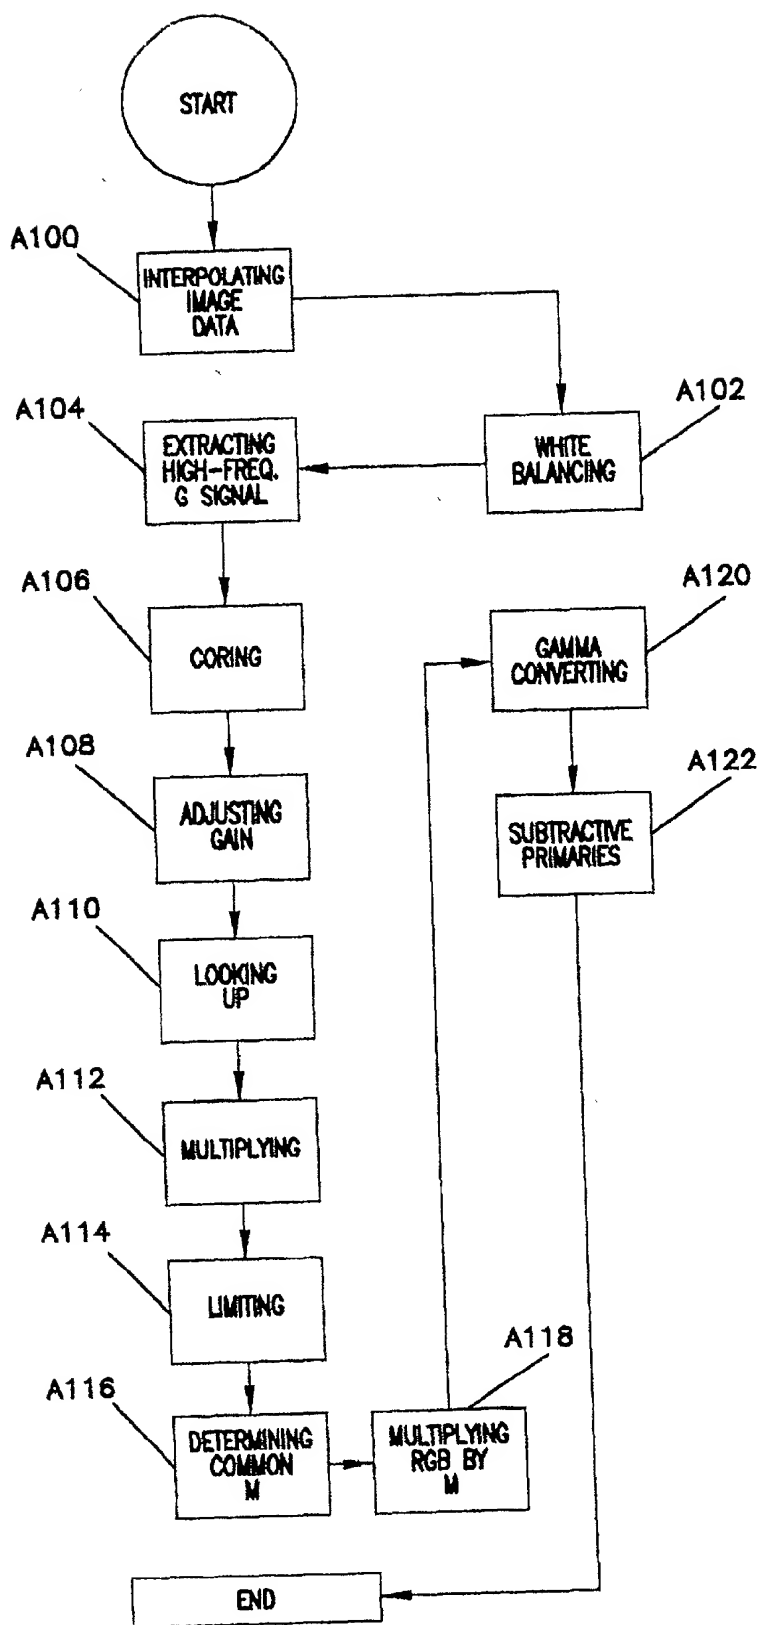 START
A100
INTERPOLATING
IMAGE
DATA
A102
WHITE
BALANCING
A104
EXTRACTING
HIGH-FREQ.
G SIGNAL
A106
CORING
A108
ADJUSTING
GAIN
A110
LOOKING
UP
A112
MULTIPLYING
A114
LIMITING
A116
DETERMINING
COMMON
M
A118
MULTIPLYING
RGB BY
M
A120
GAMMA
CONVERTING
A122
SUBTRACTIVE
PRIMARIES
END